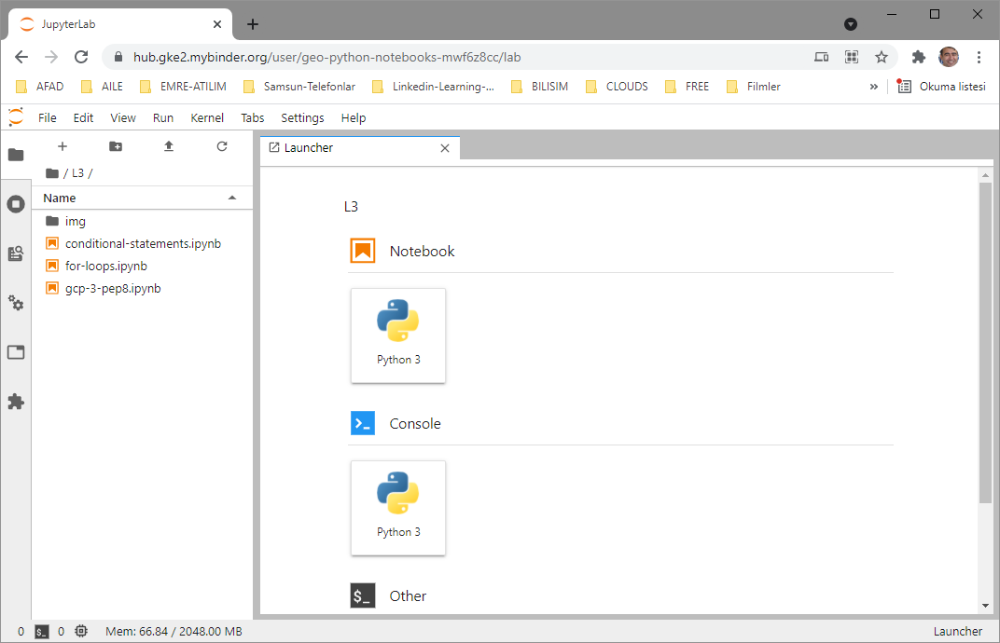 JupyterLab
hub.gke2.mybinder.org/user/geo-python-notebooks-mwf6z8cc/lab
AFAD AILE EMRE-ATILIM Samsun-Telefonlar Linkedin-Learning-... BILISIM CLOUDS FREE Filmler » Okuma listesi
File Edit View Run Kernel Tabs Settings Help
Launcher
/ L3 /
Name
img
conditional-statements.ipynb
for-loops.ipynb
gcp-3-pep8.ipynb
L3
Notebook
Python 3
Console
Python 3
$_ Other
0 $_ 0 Mem: 66.84 / 2048.00 MB Launcher